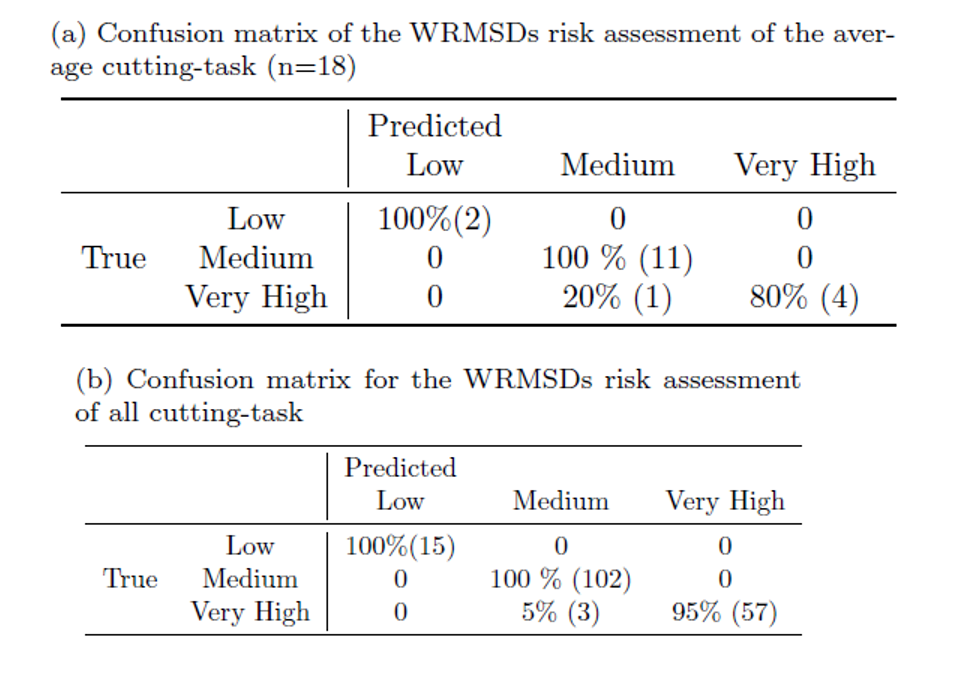 (a) Confusion matrix of the WRMSDs risk assessment of the aver-
age cutting-task (n=18)
Predicted
Low Medium Very High
Low 100%(2) 0 0
True Medium 0 100 % (11) 0
Very High 0 20% (1) 80% (4)
(b) Confusion matrix for the WRMSDs risk assessment
of all cutting-task
Predicted
Low Medium Very High
Low 100%(15) 0 0
True Medium 0 100 % (102) 0
Very High 0 5% (3) 95% (57)